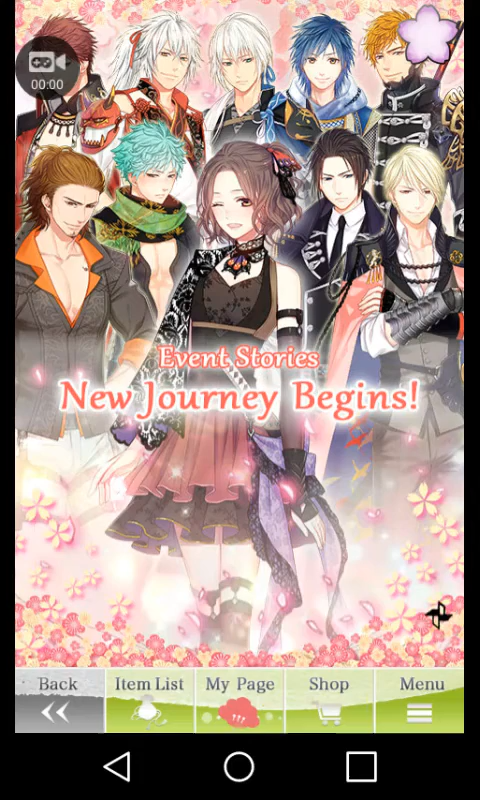 00:00
Event Stories
New Journey Begins!
Back
Item List
My Page
Shop
Menu